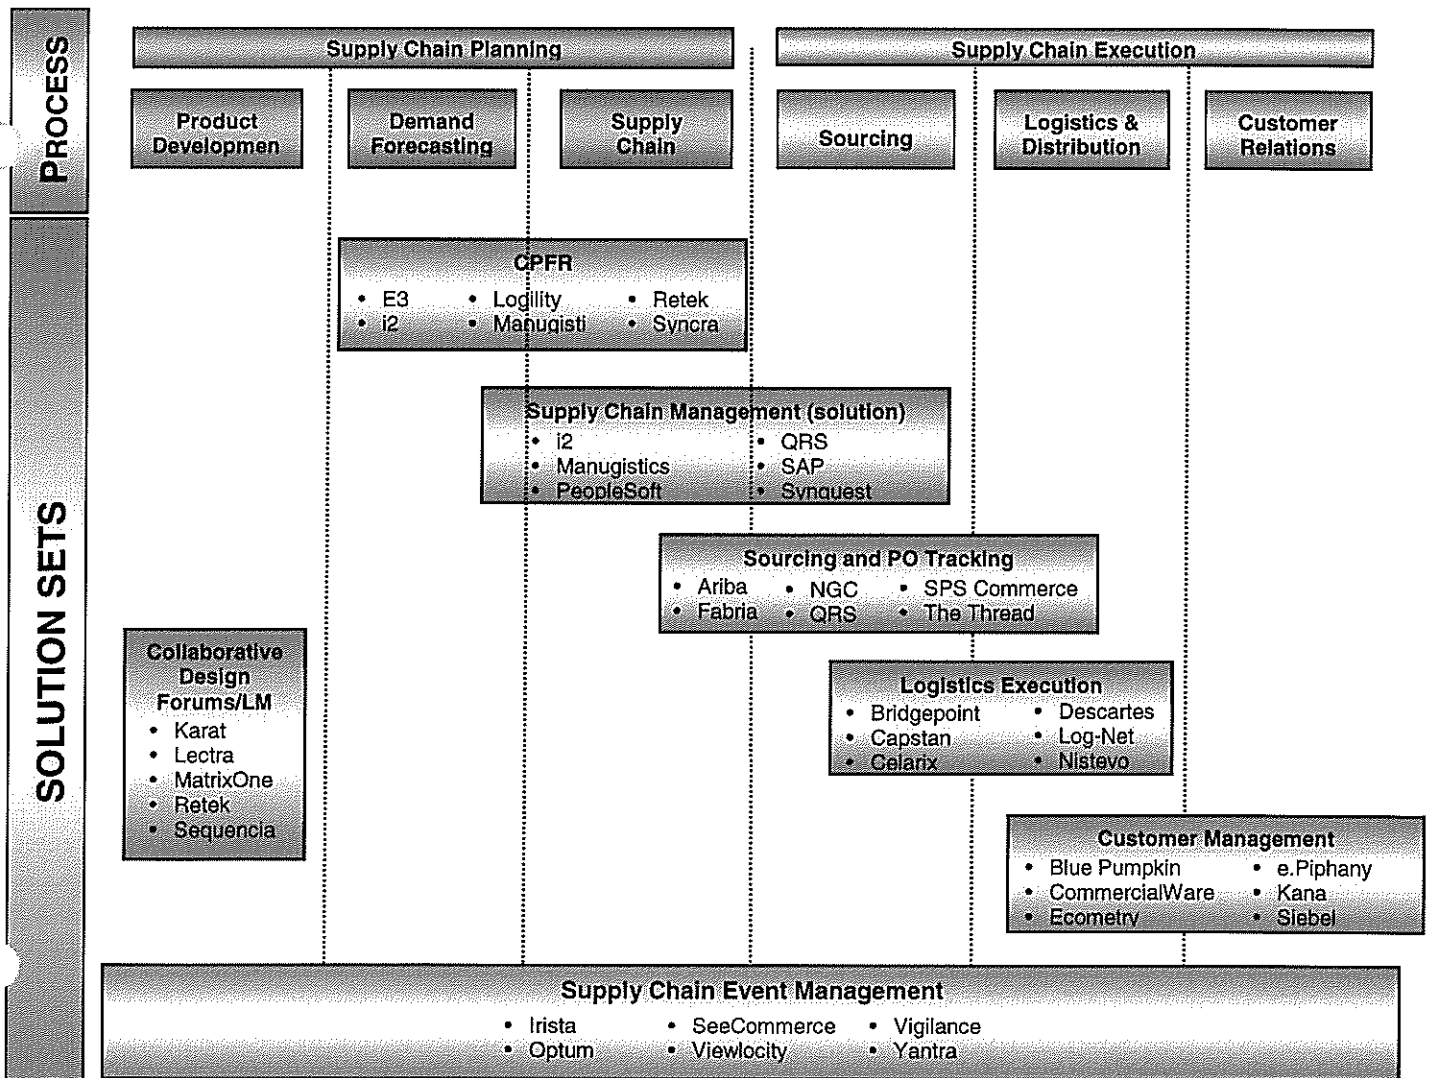 PROCESS
Supply Chain Planning
Supply Chain Execution
Product
Developmen
Demand
Forecasting
Supply
Chain
Sourcing
Logistics &
Distribution
Customer
Relations
SOLUTION SETS
CPFR
• E3 • Logility • Retek
• i2 • Manugisti • Syncra
Supply Chain Management (solution)
• i2 • QRS
• Manugistics • SAP
• PeopleSoft • Synquest
Sourcing and PO Tracking
• Ariba • NGC • SPS Commerce
• Fabria • QRS • The Thread
Collaborative
Design
Forums/LM
• Karat
• Lectra
• MatrixOne
• Retek
• Sequencia
Logistics Execution
• Bridgepoint • Descartes
• Capstan • Log-Net
• Celarix • Nistevo
Customer Management
• Blue Pumpkin • e.Piphany
• CommercialWare • Kana
• Ecometry • Siebel
Supply Chain Event Management
• Irista • SeeCommerce • Vigilance
• Optum • Viewlocity • Yantra